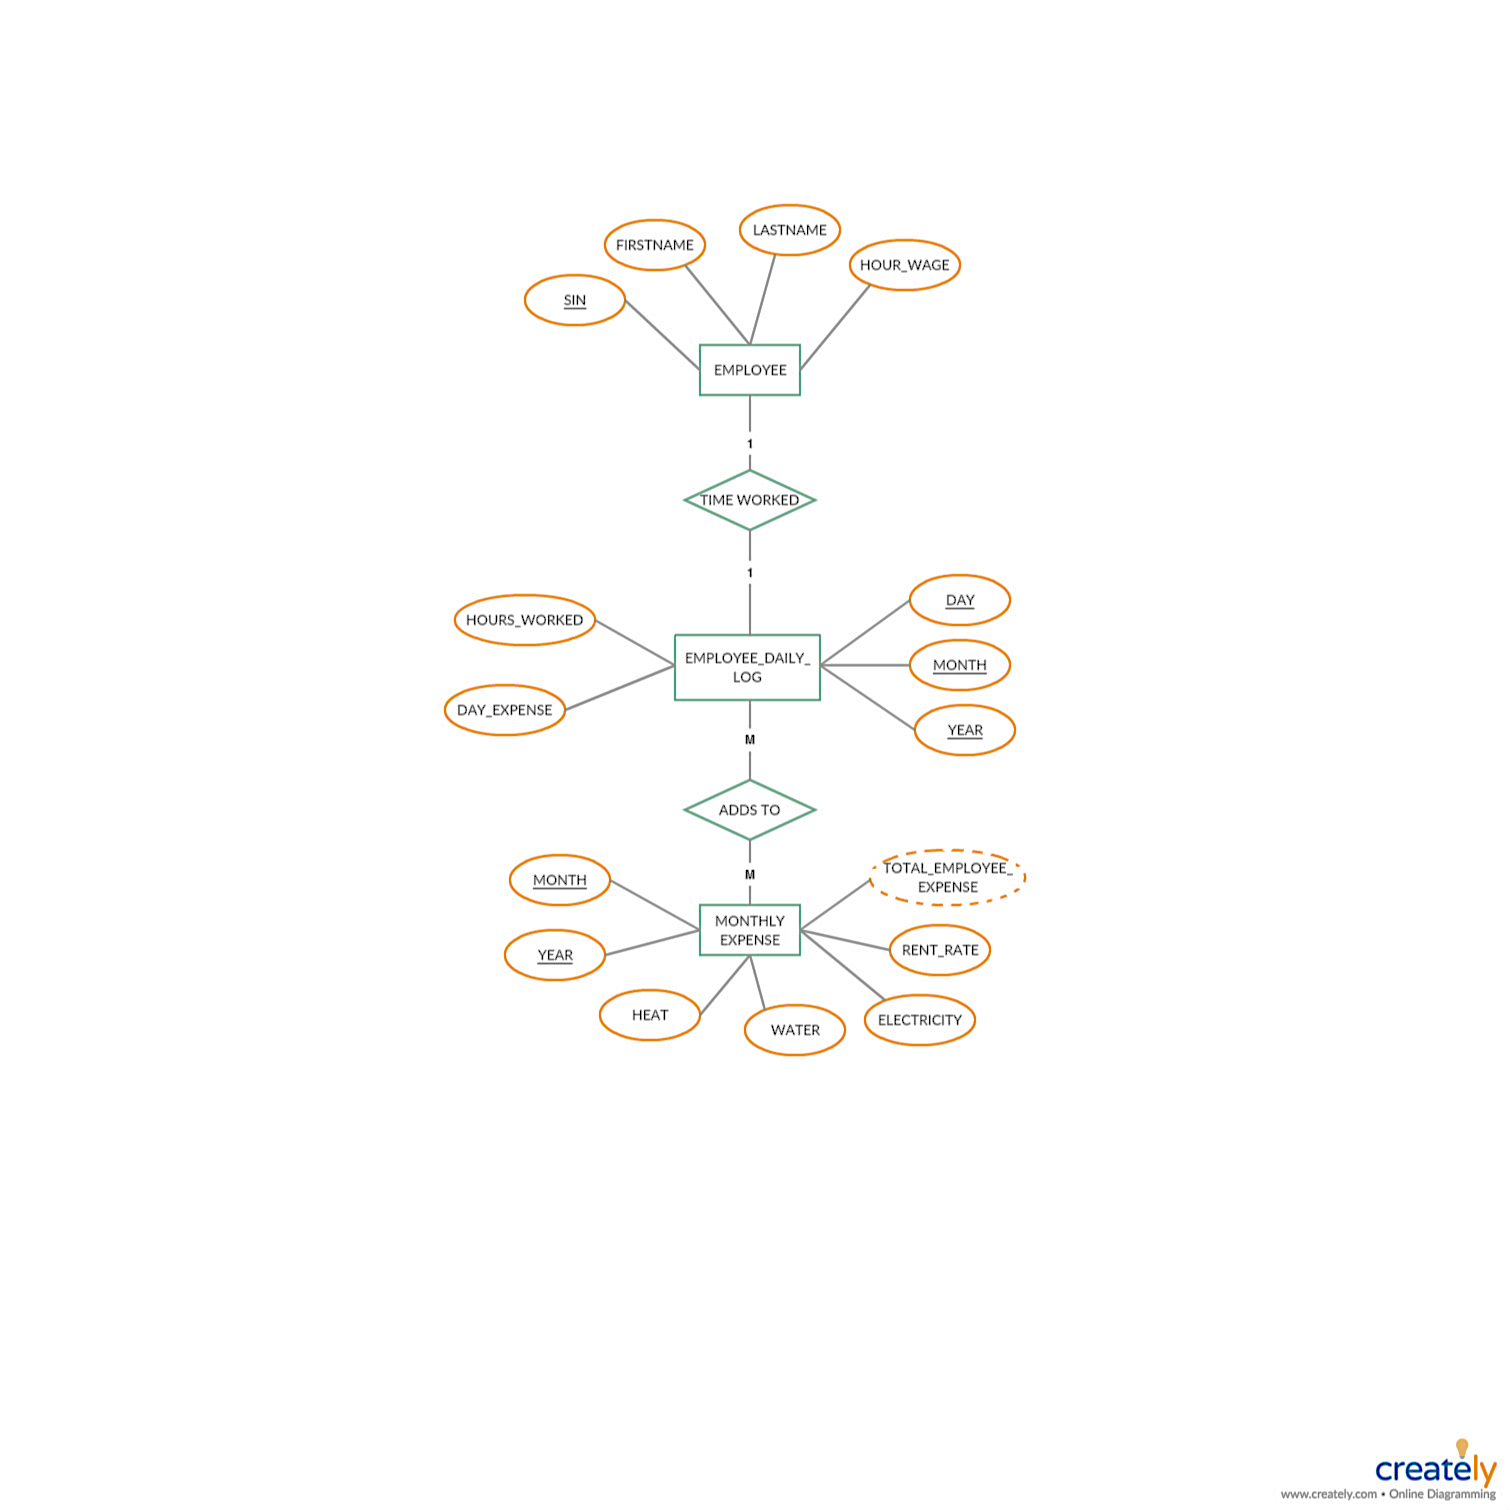 LASTNAME
FIRSTNAME
HOUR_WAGE
SIN
EMPLOYEE
1
TIME WORKED
1
DAY
HOURS_WORKED
EMPLOYEE_DAILY_
LOG
MONTH
DAY_EXPENSE
YEAR
M
ADDS TO
M
MONTH
TOTAL_EMPLOYEE_
EXPENSE
MONTHLY
EXPENSE
YEAR
RENT_RATE
HEAT
WATER
ELECTRICITY
creately
www.creately.com • Online Diagramming